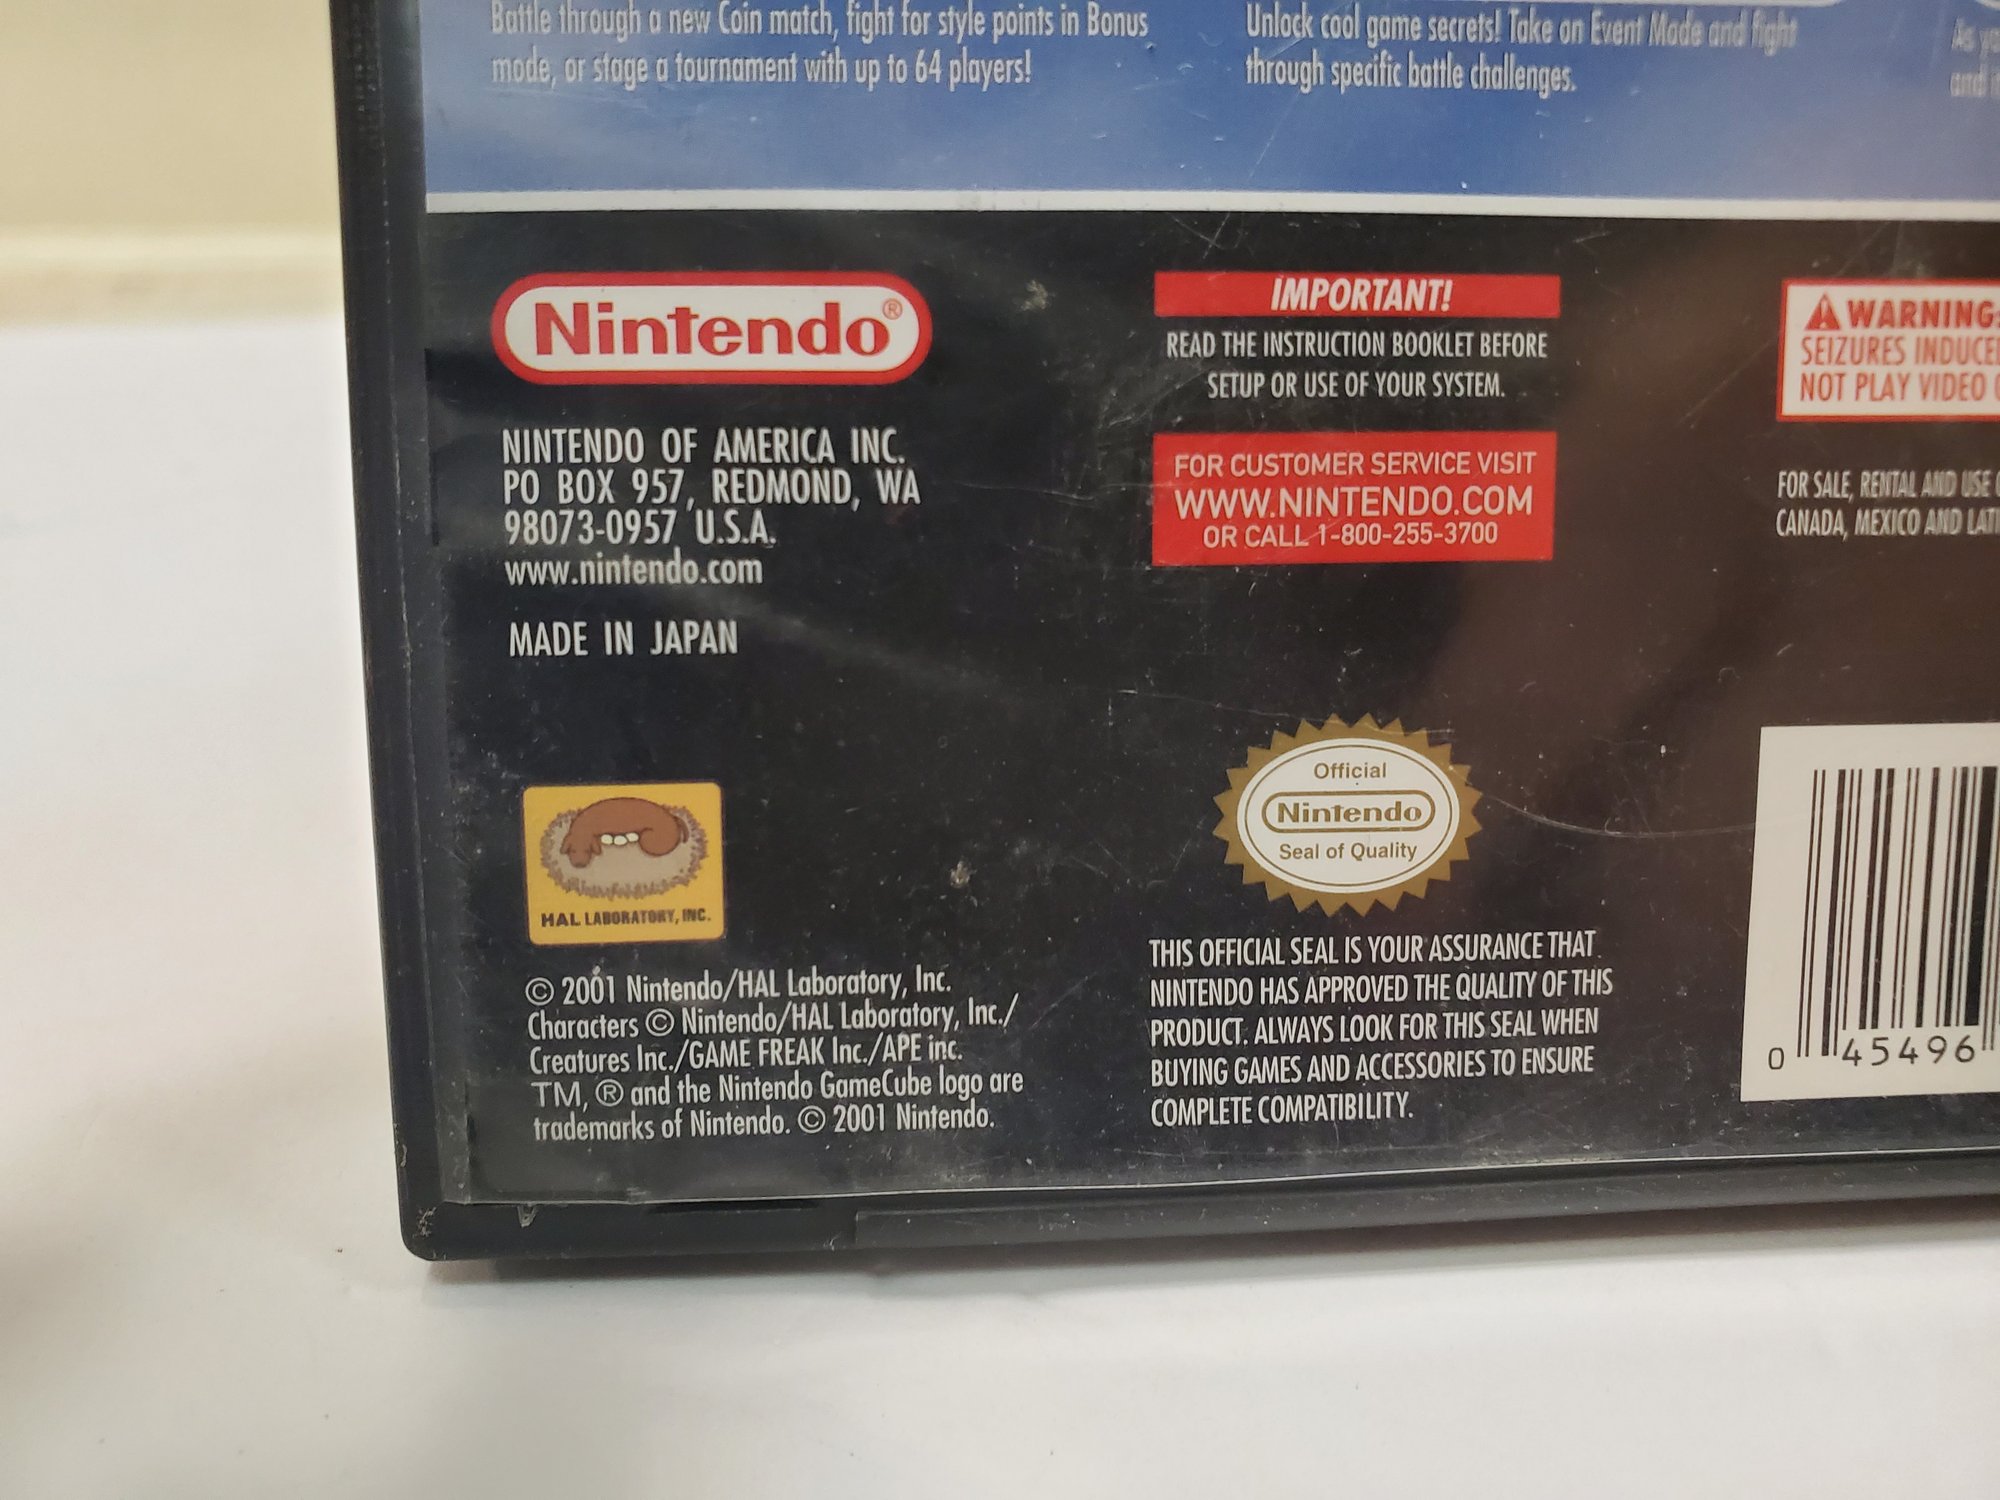 Battle through a new Coin match, fight for style points in Bonus
mode, or stage a tournament with up to 64 players!
Unlock cool game secrets! Take on Event Mode and fight
through specific battle challenges.
As
and
Nintendo®
NINTENDO OF AMERICA INC.
PO BOX 957, REDMOND, WA
98073-0957 U.S.A.
www.nintendo.com
MADE IN JAPAN
HAL LABORATORY, INC.
© 2001 Nintendo/HAL Laboratory, Inc.
Characters © Nintendo/HAL Laboratory, Inc./
Creatures Inc./GAME FREAK Inc./APE inc.
TM, ® and the Nintendo GameCube logo are
trademarks of Nintendo. © 2001 Nintendo.
IMPORTANT!
READ THE INSTRUCTION BOOKLET BEFORE
SETUP OR USE OF YOUR SYSTEM.
FOR CUSTOMER SERVICE VISIT
WWW.NINTENDO.COM
OR CALL 1-800-255-3700
Official
Nintendo
Seal of Quality
THIS OFFICIAL SEAL IS YOUR ASSURANCE THAT
NINTENDO HAS APPROVED THE QUALITY OF THIS
PRODUCT. ALWAYS LOOK FOR THIS SEAL WHEN
BUYING GAMES AND ACCESSORIES TO ENSURE
COMPLETE COMPATIBILITY.
WARNING:
SEIZURES INDUCE
NOT PLAY VIDEO
FOR SALE, RENTAL AND USE
CANADA, MEXICO AND LATI
0 45496